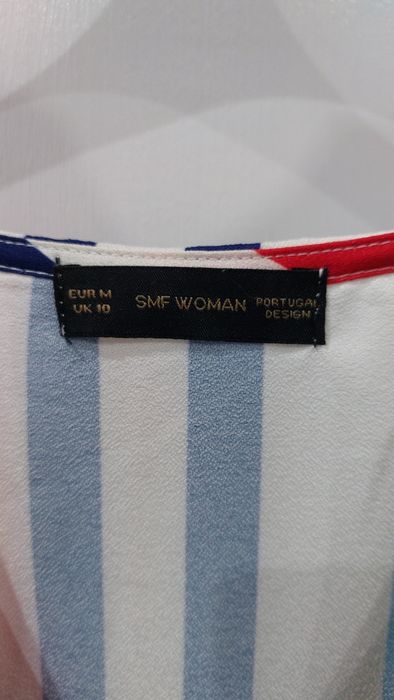 EUR M
UK 10
SMF WOMAN
PORTUGAL
DESIGN